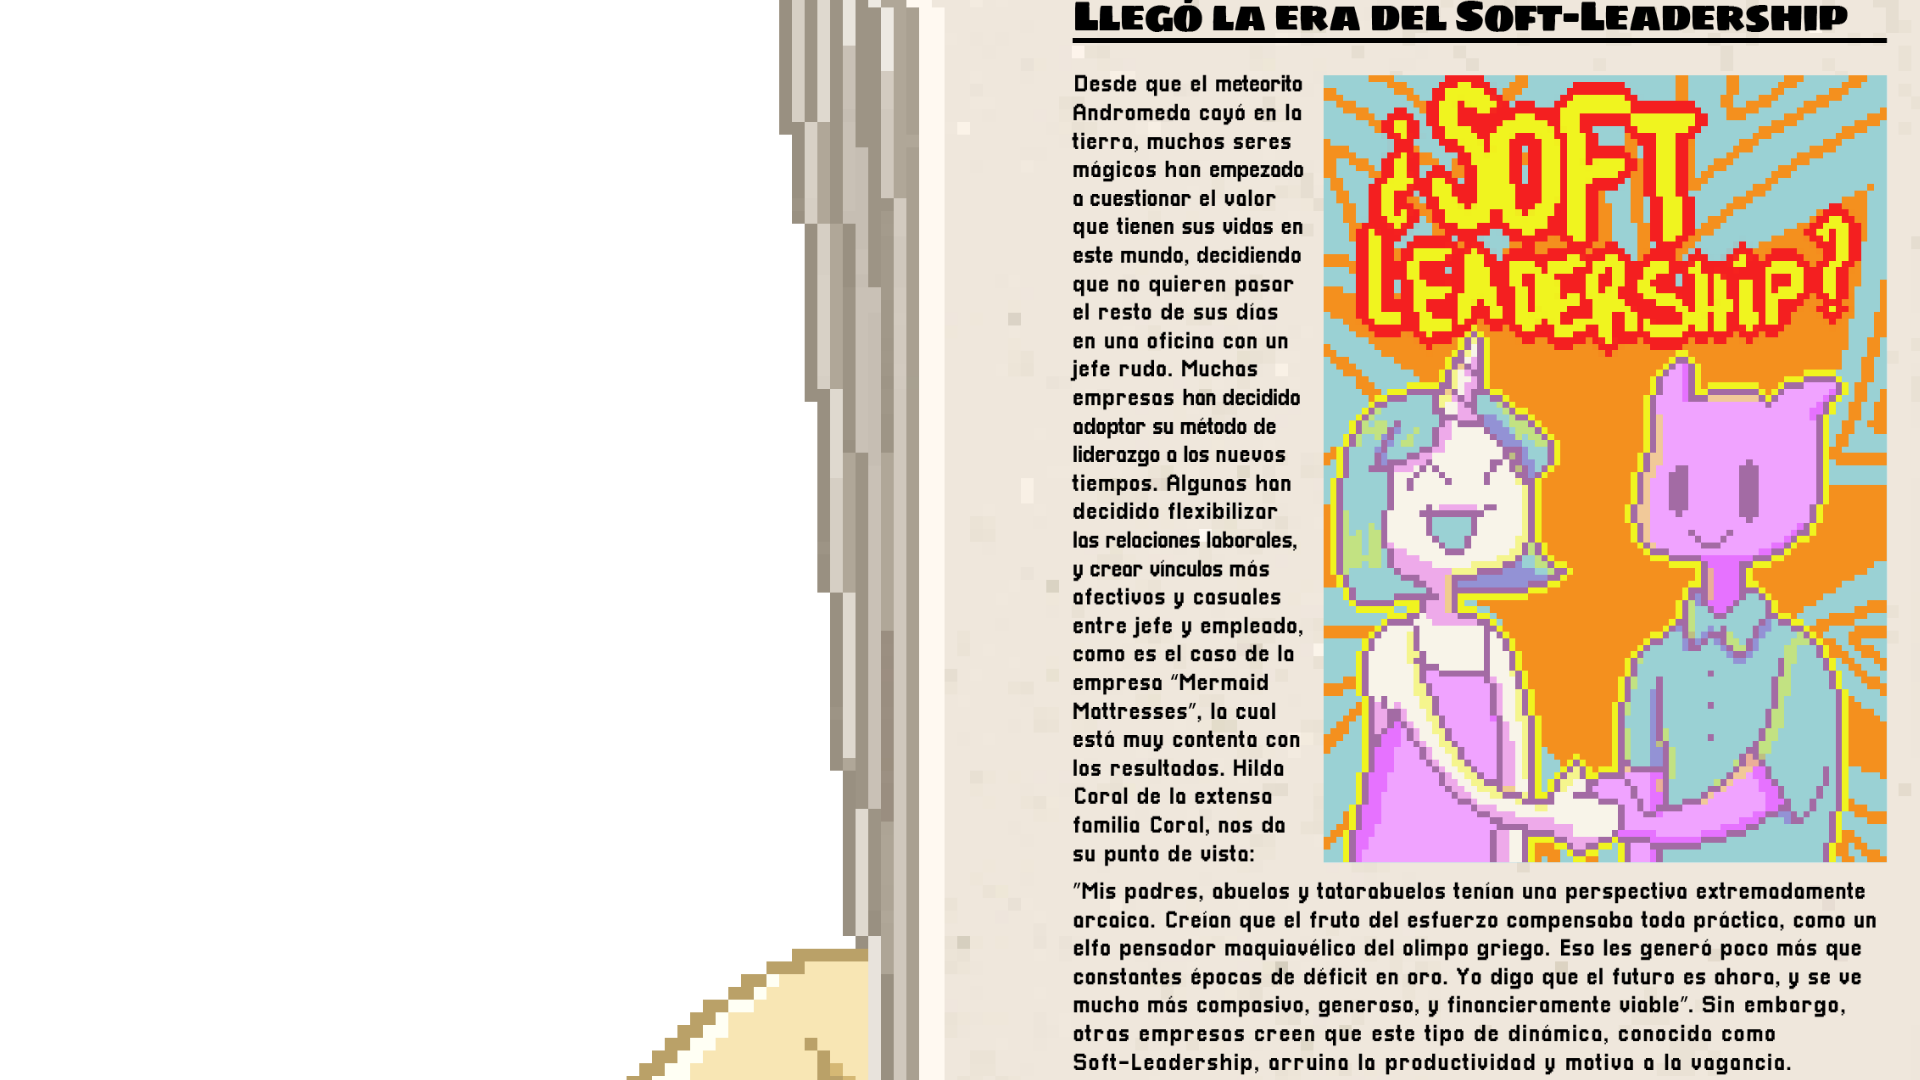 Llegó la era del Soft-Leadership
Desde que el meteorito
Andromeda cayó en la
tierra, muchos seres
mágicos han empezado
a cuestionar el valor
que tienen sus vidas en
este mundo, decidiendo
que no quieren pasar
el resto de sus días
en una oficina con un
jefe rudo. Muchas
empresas han decidido
adoptar su método de
liderazgo a los nuevos
tiempos. Algunas han
decidido flexibilizar
las relaciones laborales,
y crear vínculos más
afectivos y casuales
entre jefe y empleado,
como es el caso de la
empresa "Mermaid
Mattresses", la cual
está muy contenta con
los resultados. Hilda
Coral de la extensa
familia Coral, nos da
su punto de vista:
¿SOFT
LEADERSHIP?
"Mis padres, abuelos y tatarabuelos tenían una perspectiva extremadamente
arcaica. Creían que el fruto del esfuerzo compensaba toda práctica, como un
elfo pensador maquiavélico del olimpo griego. Eso les generó poco más que
constantes épocas de déficit en oro. Yo digo que el futuro es ahora, y se ve
mucho más compasivo, generoso, y financieramente viable". Sin embargo,
otras empresas creen que este tipo de dinámica, conocida como
Soft-Leadership, arruina la productividad y motiva a la vagancia.